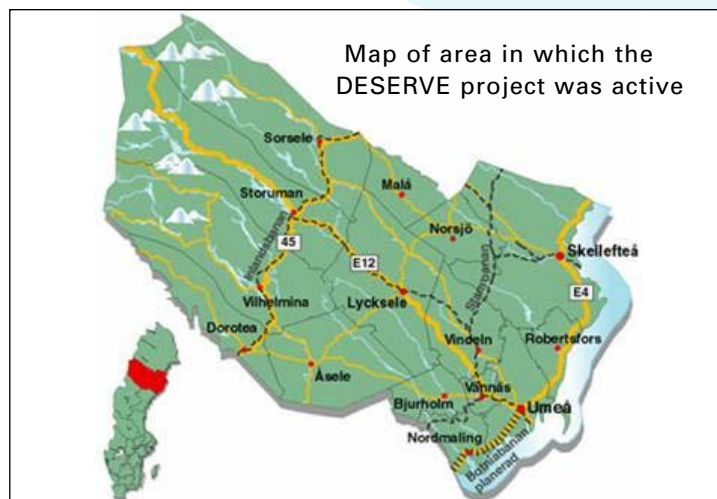 Map of area in which the
DESERVE project was active
Sorsele
Malå
Storuman
Norsjö
Inlandsbanan
45
Stambanan
Skellefteå
E12
E4
Vilhelmina
Lycksele
Dorotea
Vindeln
Robertsfors
Åsele
Vännäs
Bjurholm
Umeå
Nordmaling
Botniabanan
planerad